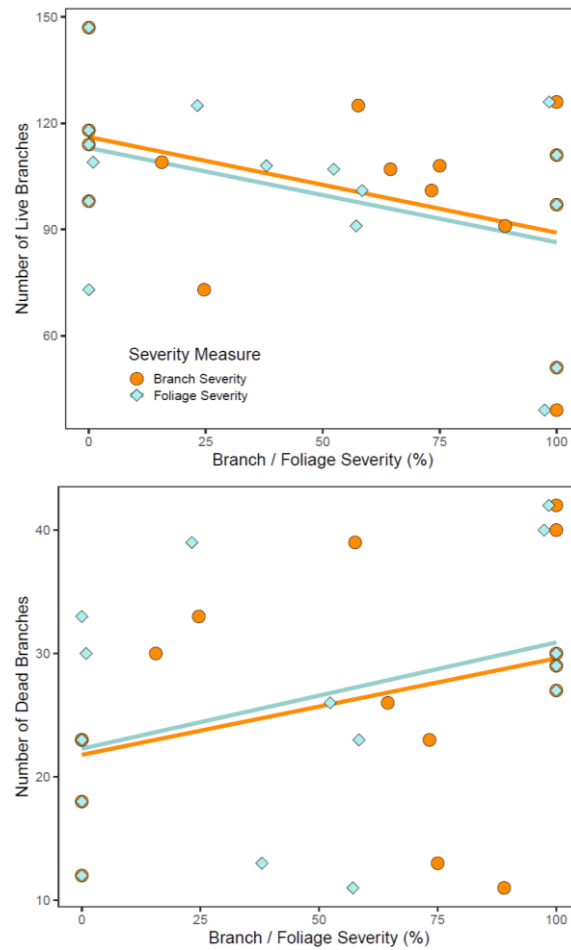 150
120
90
60
Number of Live Branches
Severity Measure
Branch Severity
Foliage Severity
0
25
50
75
100
Branch / Foliage Severity (%)
40
30
20
10
Number of Dead Branches
0
25
50
75
100
Branch / Foliage Severity (%)